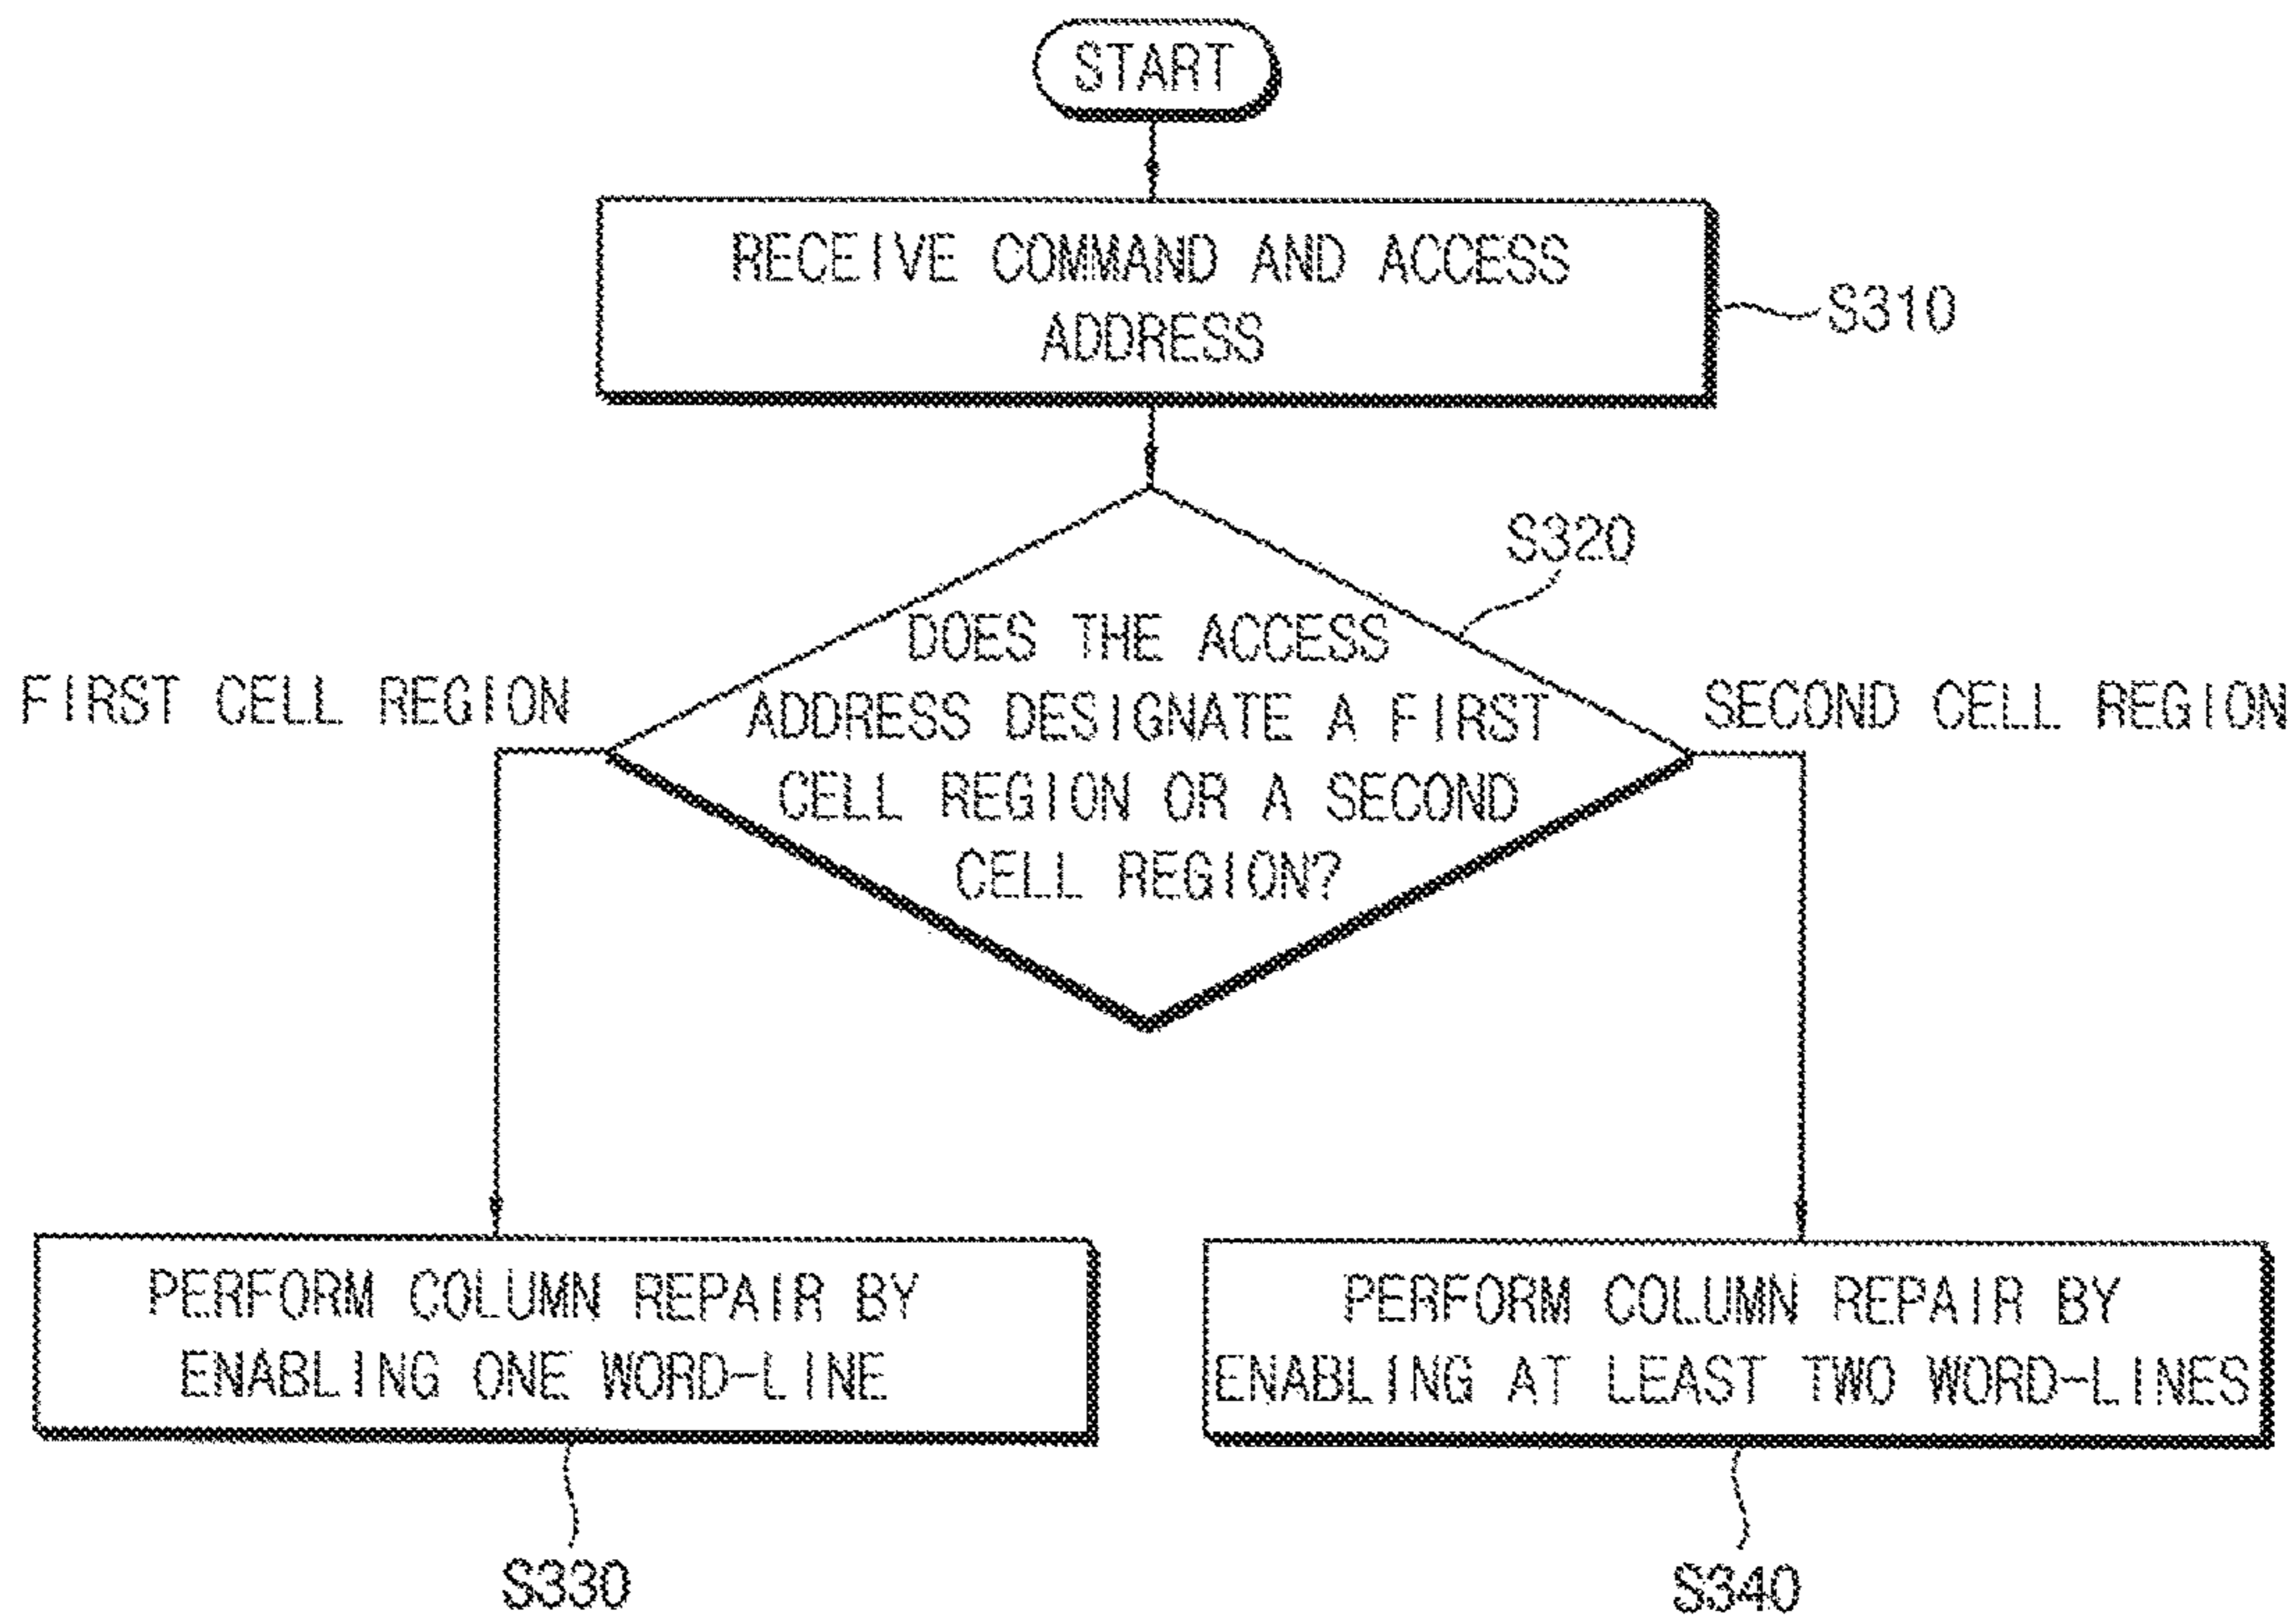 START
RECEIVE COMMAND AND ACCESS
ADDRESS
S310
S320
DOES THE ACCESS
ADDRESS DESIGNATE A FIRST
CELL REGION OR A SECOND
CELL REGION?
FIRST CELL REGION
SECOND CELL REGION
PERFORM COLUMN REPAIR BY
ENABLING ONE WORD-LINE
S330
PERFORM COLUMN REPAIR BY
ENABLING AT LEAST TWO WORD-LINES
S340